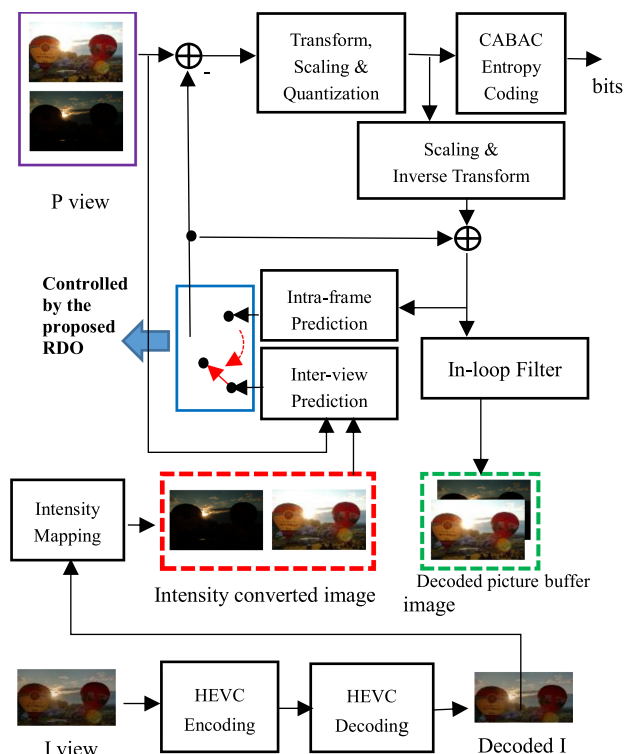 Transform,
Scaling &
Quantization
CABAC
Entropy
Coding
bits
-
Scaling &
Inverse Transform
P view
Controlled
by the
proposed
RDO
Intra-frame
Prediction
Inter-view
Prediction
In-loop Filter
Intensity
Mapping
Intensity converted image
Decoded picture buffer
image
HEVC
Encoding
HEVC
Decoding
I view
Decoded I